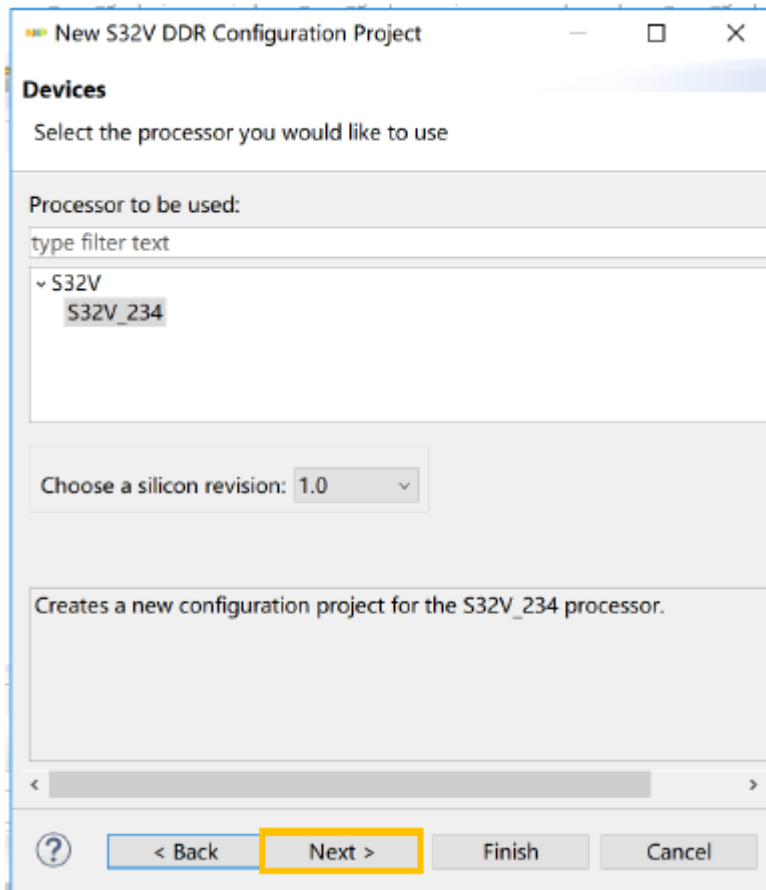 New S32V DDR Configuration Project
Devices
Select the processor you would like to use
Processor to be used:
type filter text
S32V
S32V_234
Choose a silicon revision: 1.0
Creates a new configuration project for the S32V_234 processor.
? < Back Next > Finish Cancel